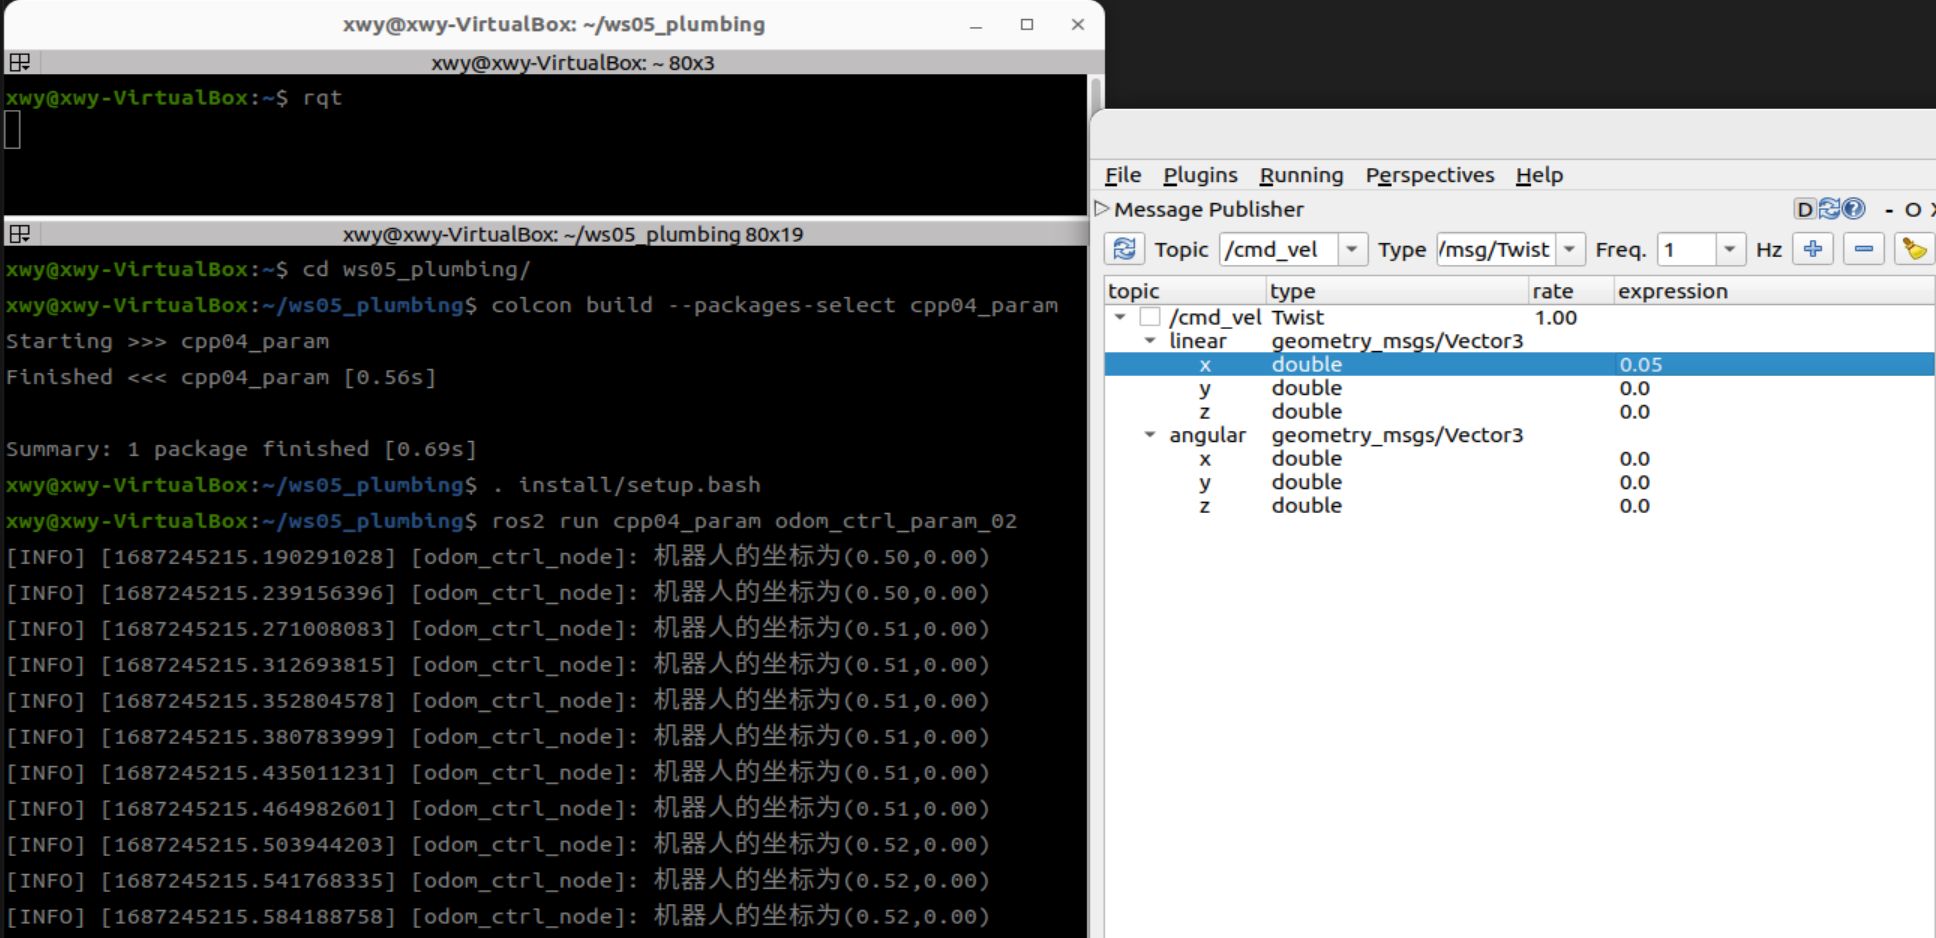 xwy@xwy-VirtualBox: ~/ws05_plumbing
xwy@xwy-VirtualBox: ~ 80x3
xwy@xwy-VirtualBox:~$ rqt
xwy@xwy-VirtualBox: ~/ws05_plumbing 80x19
xwy@xwy-VirtualBox:~$ cd ws05_plumbing/
xwy@xwy-VirtualBox:~/ws05_plumbing$ colcon build --packages-select cpp04_param
Starting >>> cpp04_param
Finished <<< cpp04_param [0.56s]
Summary: 1 package finished [0.69s]
xwy@xwy-VirtualBox:~/ws05_plumbing$ . install/setup.bash
xwy@xwy-VirtualBox:~/ws05_plumbing$ ros2 run cpp04_param odom_ctrl_param_02
[INFO] [1687245215.190291028] [odom_ctrl_node]: 机器人的坐标为(0.50,0.00)
[INFO] [1687245215.239156396] [odom_ctrl_node]: 机器人的坐标为(0.50,0.00)
[INFO] [1687245215.271008083] [odom_ctrl_node]: 机器人的坐标为(0.51,0.00)
[INFO] [1687245215.312693815] [odom_ctrl_node]: 机器人的坐标为(0.51,0.00)
[INFO] [1687245215.352804578] [odom_ctrl_node]: 机器人的坐标为(0.51,0.00)
[INFO] [1687245215.380783999] [odom_ctrl_node]: 机器人的坐标为(0.51,0.00)
[INFO] [1687245215.435011231] [odom_ctrl_node]: 机器人的坐标为(0.51,0.00)
[INFO] [1687245215.464982601] [odom_ctrl_node]: 机器人的坐标为(0.51,0.00)
[INFO] [1687245215.503944203] [odom_ctrl_node]: 机器人的坐标为(0.52,0.00)
[INFO] [1687245215.541768335] [odom_ctrl_node]: 机器人的坐标为(0.52,0.00)
[INFO] [1687245215.584188758] [odom_ctrl_node]: 机器人的坐标为(0.52,0.00)
File Plugins Running Perspectives Help
Message Publisher D - O X
Topic /cmd_vel Type /msg/Twist Freq. 1 Hz
topic type rate expression
/cmd_vel Twist 1.00
linear geometry_msgs/Vector3
x double 0.05
y double 0.0
z double 0.0
angular geometry_msgs/Vector3
x double 0.0
y double 0.0
z double 0.0